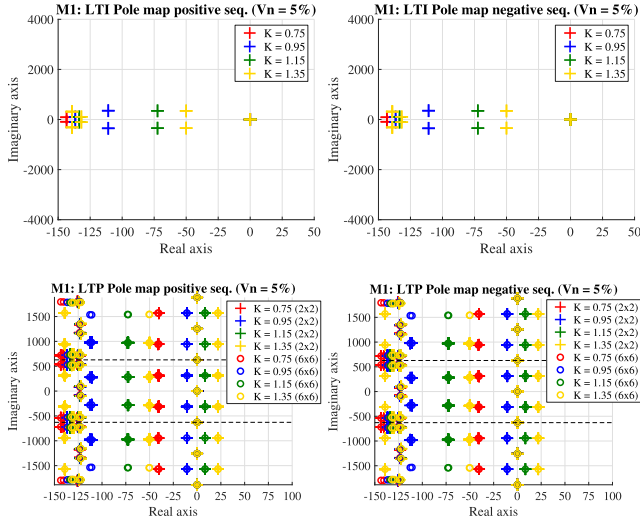 M1: LTI Pole map positive seq. (Vn = 5%)
4000
2000
0
-2000
-4000
-150
-125
-100
-75
-50
-25
0
25
50
Imaginary axis
Real axis
K = 0.75
K = 0.95
K = 1.15
K = 1.35
M1: LTI Pole map negative seq. (Vn = 5%)
4000
2000
0
-2000
-4000
-150
-125
-100
-75
-50
-25
0
25
50
Imaginary axis
Real axis
K = 0.75
K = 0.95
K = 1.15
K = 1.35
M1: LTP Pole map positive seq. (Vn = 5%)
1500
1000
500
0
-500
-1000
-1500
-150
-125
-100
-75
-50
-25
0
25
50
75
100
Imaginary axis
Real axis
K = 0.75 (2x2)
K = 0.95 (2x2)
K = 1.15 (2x2)
K = 1.35 (2x2)
K = 0.75 (6x6)
K = 0.95 (6x6)
K = 1.15 (6x6)
K = 1.35 (6x6)
M1: LTP Pole map negative seq. (Vn = 5%)
1500
1000
500
0
-500
-1000
-1500
-150
-125
-100
-75
-50
-25
0
25
50
75
100
Imaginary axis
Real axis
K = 0.75 (2x2)
K = 0.95 (2x2)
K = 1.15 (2x2)
K = 1.35 (2x2)
K = 0.75 (6x6)
K = 0.95 (6x6)
K = 1.15 (6x6)
K = 1.35 (6x6)